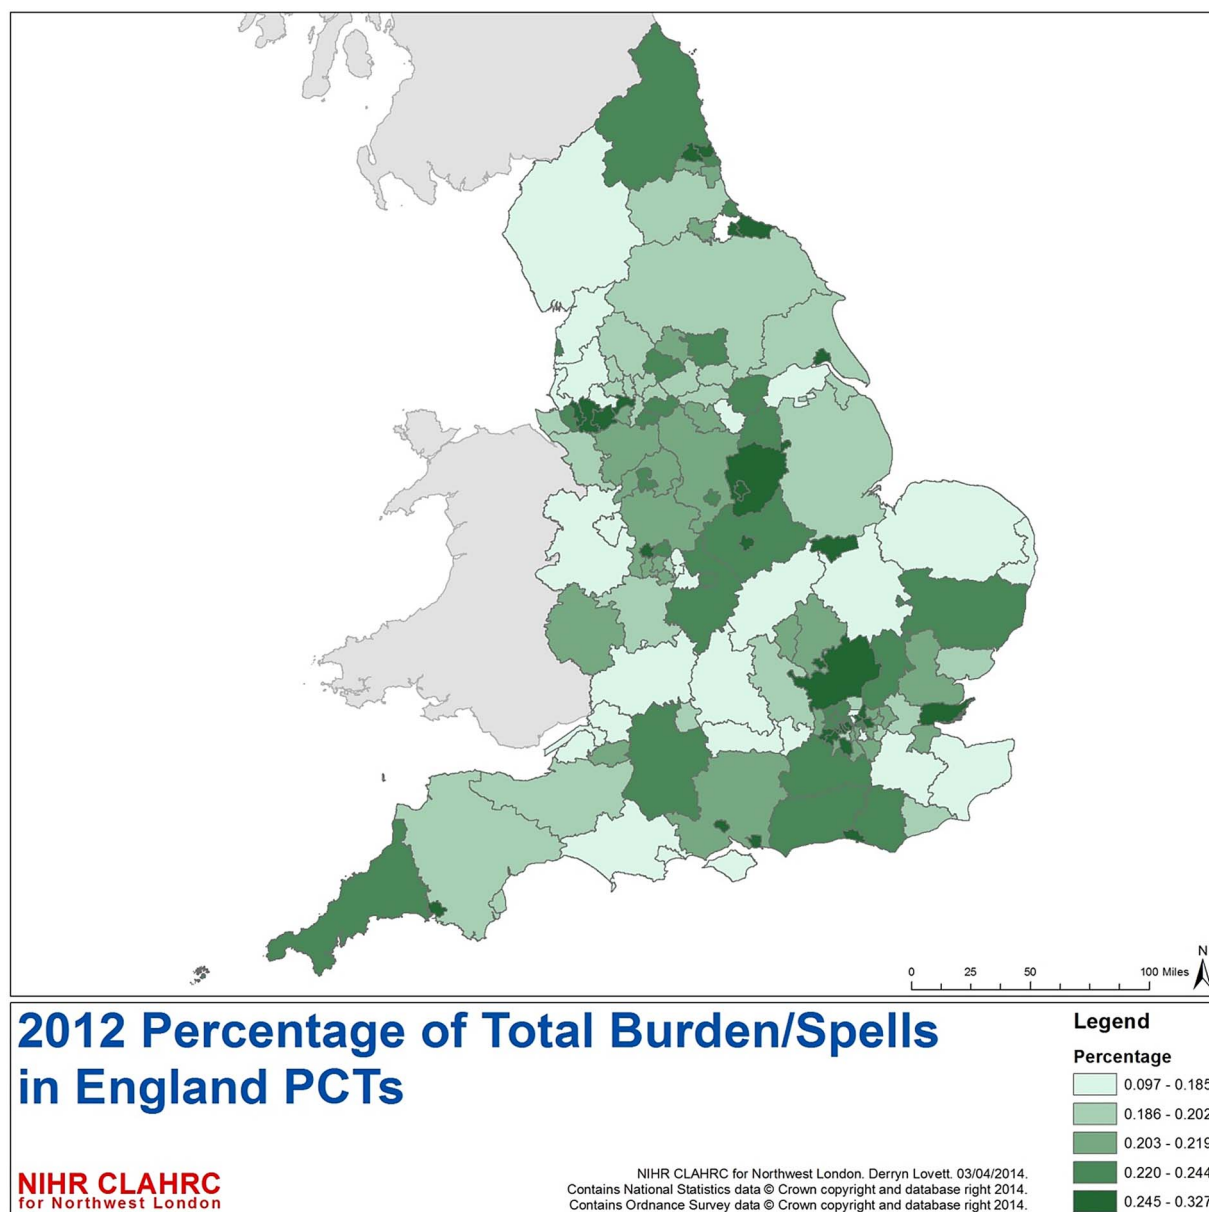 N
0 25 50 100 Miles
2012 Percentage of Total Burden/Spells
in England PCTs
Legend
Percentage
0.097 - 0.185
0.186 - 0.202
0.203 - 0.219
0.220 - 0.244
0.245 - 0.327
NIHR CLAHRC
for Northwest London
NIHR CLAHRC for Northwest London. Derryn Lovett. 03/04/2014.
Contains National Statistics data © Crown copyright and database right 2014.
Contains Ordnance Survey data © Crown copyright and database right 2014.